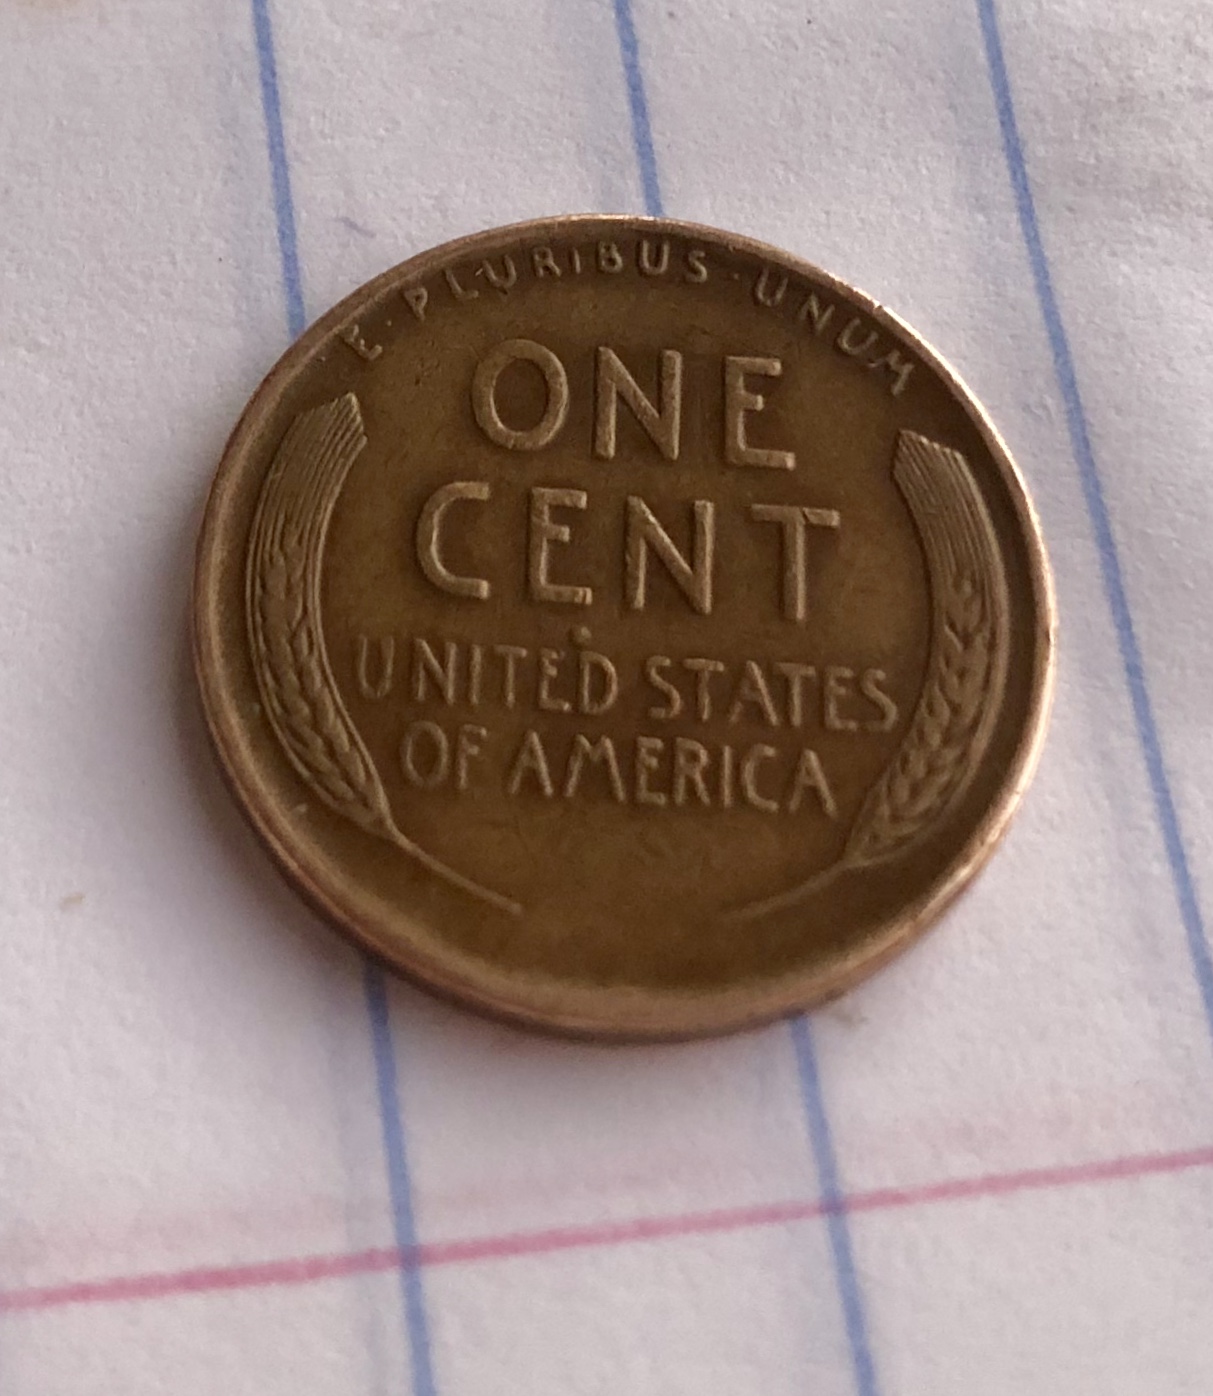 E · PLURIBUS · UNUM
ONE
CENT
UNITED STATES
OF AMERICA